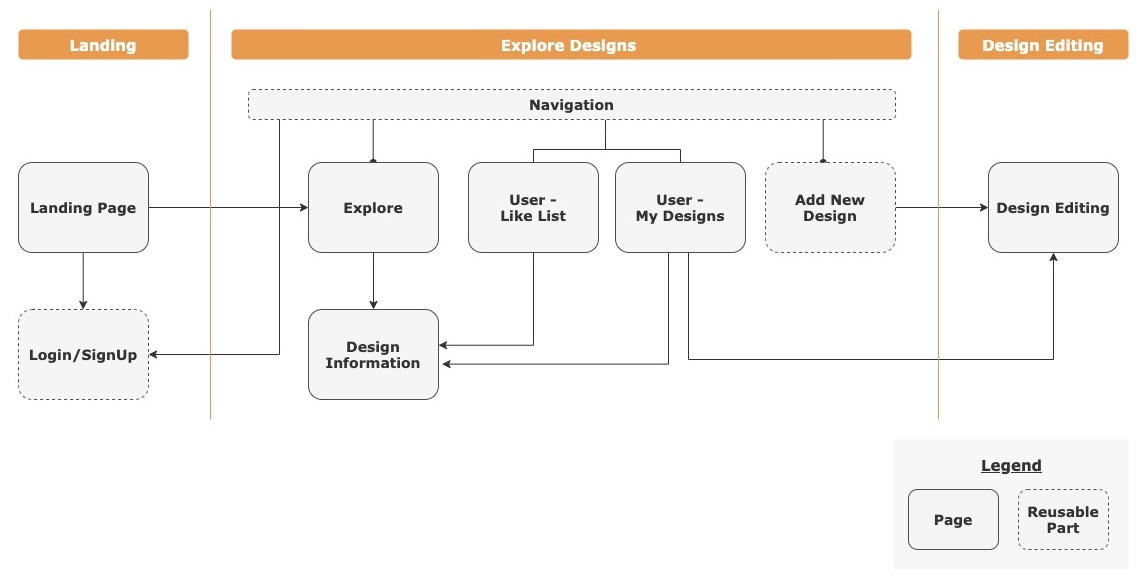 Landing
Explore Designs
Design Editing
Navigation
Landing Page
Explore
User -
Like List
User -
My Designs
Add New
Design
Design Editing
Login/SignUp
Design
Information
Legend
Page
Reusable
Part